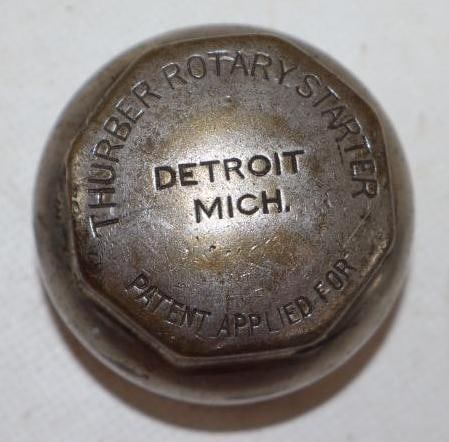 THURBER ROTARY STARTER
DETROIT
MICH.
PATENT APPLIED FOR